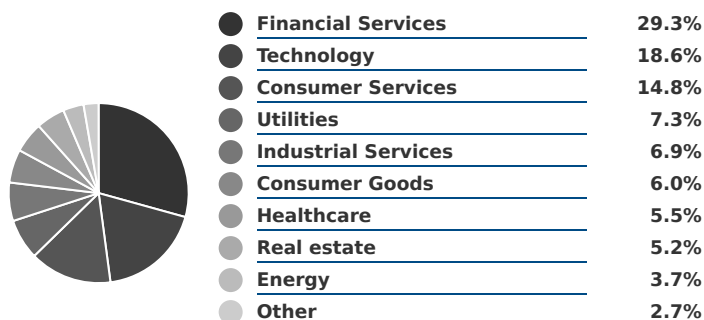 Financial Services 29.3%
Technology 18.6%
Consumer Services 14.8%
Utilities 7.3%
Industrial Services 6.9%
Consumer Goods 6.0%
Healthcare 5.5%
Real estate 5.2%
Energy 3.7%
Other 2.7%